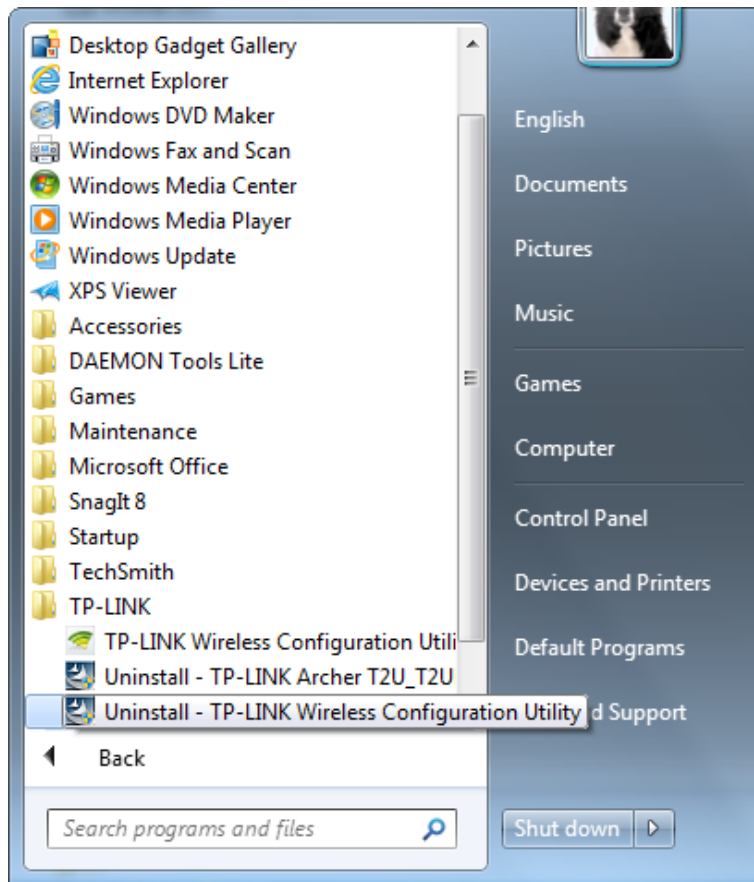 Desktop Gadget Gallery
Internet Explorer
Windows DVD Maker
Windows Fax and Scan
Windows Media Center
Windows Media Player
Windows Update
XPS Viewer
Accessories
DAEMON Tools Lite
Games
Maintenance
Microsoft Office
SnagIt 8
Startup
TechSmith
TP-LINK
TP-LINK Wireless Configuration Utili
Uninstall - TP-LINK Archer T2U_T2U
Uninstall - TP-LINK Wireless Configuration Utility
Back
Search programs and files
English
Documents
Pictures
Music
Games
Computer
Control Panel
Devices and Printers
Default Programs
d Support
Shut down